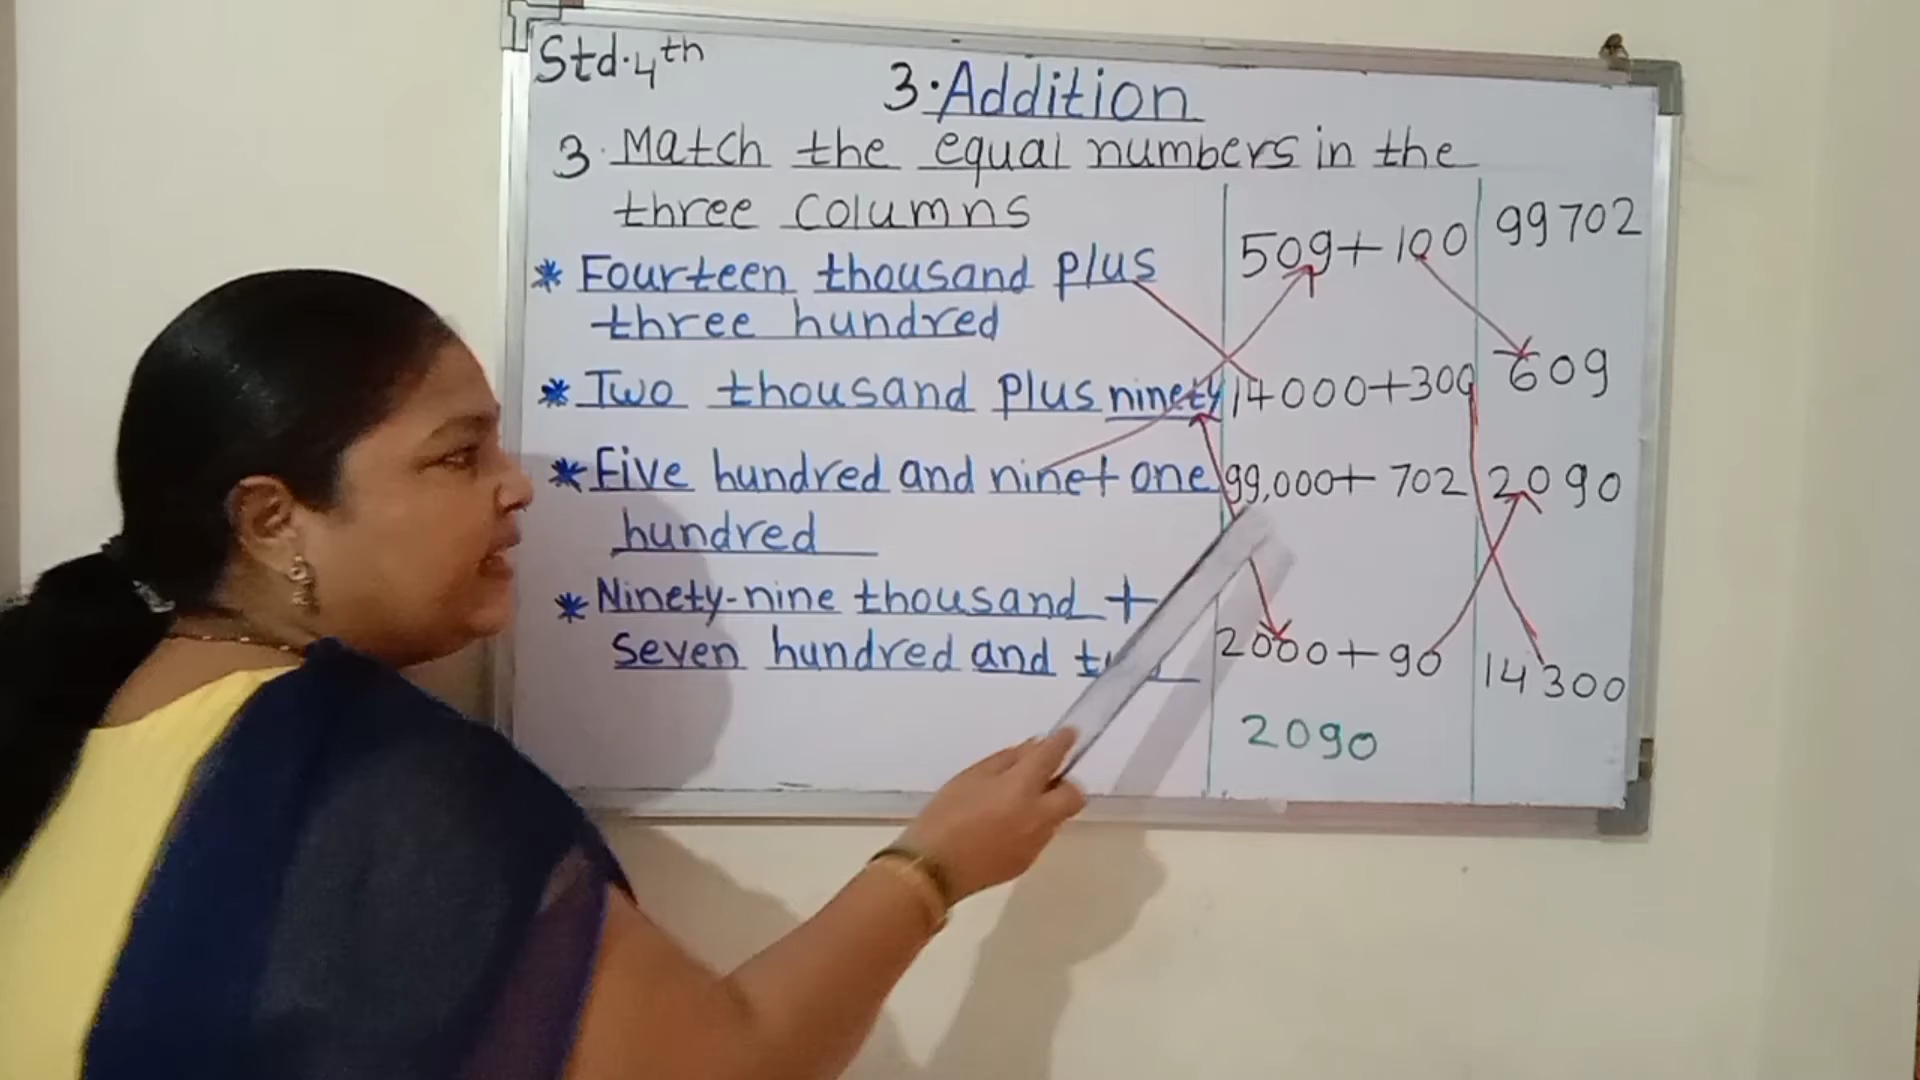 Std. 4th
3. Addition
3. Match the equal numbers in the
three columns
* Fourteen thousand plus
three hundred
* Two thousand plus ninety
* Five hundred and nine + one
hundred
* Ninety-nine thousand +
Seven hundred and
509+100
14000+300
99,000+ 702
2000+90
2090
99702
609
2090
14300